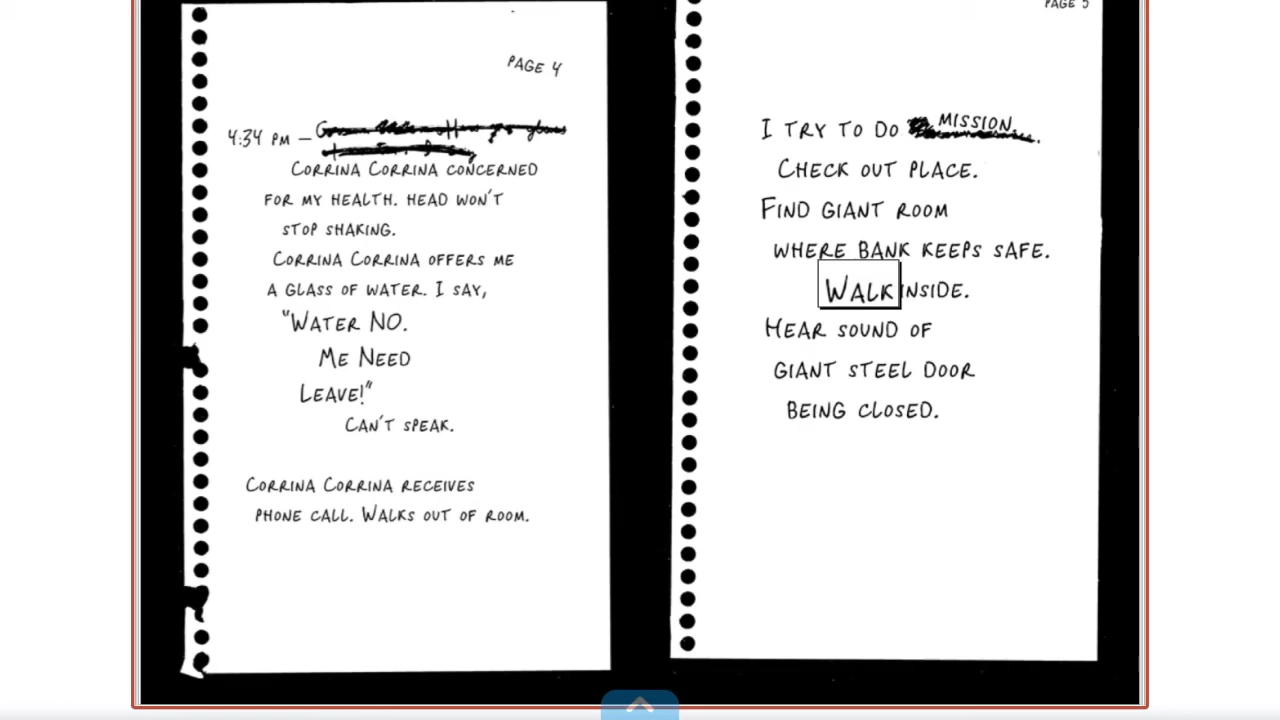 PAGE 4
4:34 PM –
CORRINA CORRINA CONCERNED
FOR MY HEALTH. HEAD WON'T
STOP SHAKING.
CORRINA CORRINA OFFERS ME
A GLASS OF WATER. I SAY,
"WATER NO.
ME NEED
LEAVE!"
CAN'T SPEAK.
CORRINA CORRINA RECEIVES
PHONE CALL. WALKS OUT OF ROOM.
PAGE 5
I TRY TO DO MISSION.
CHECK OUT PLACE.
FIND GIANT ROOM
WHERE BANK KEEPS SAFE.
WALK INSIDE.
HEAR SOUND OF
GIANT STEEL DOOR
BEING CLOSED.